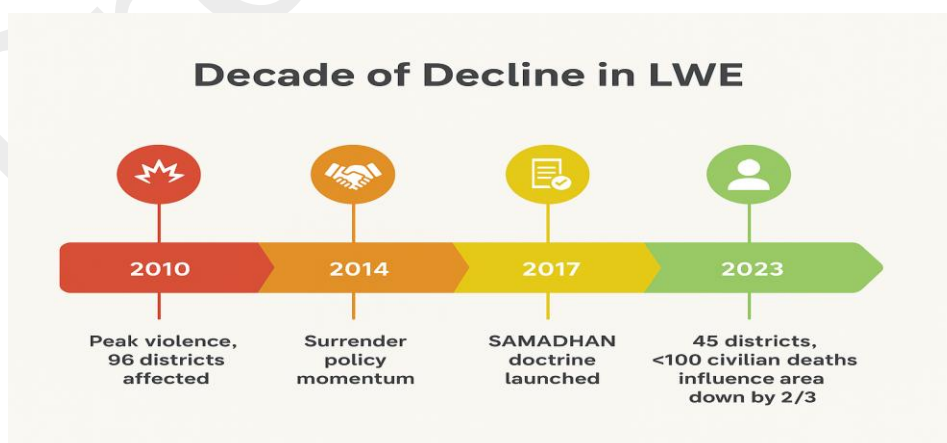 Decade of Decline in LWE
2010
2014
2017
2023
Peak violence,
96 districts
affected
Surrender
policy
momentum
SAMADHAN
doctrine
launched
45 districts,
<100 civilian deaths
influence area
down by 2/3